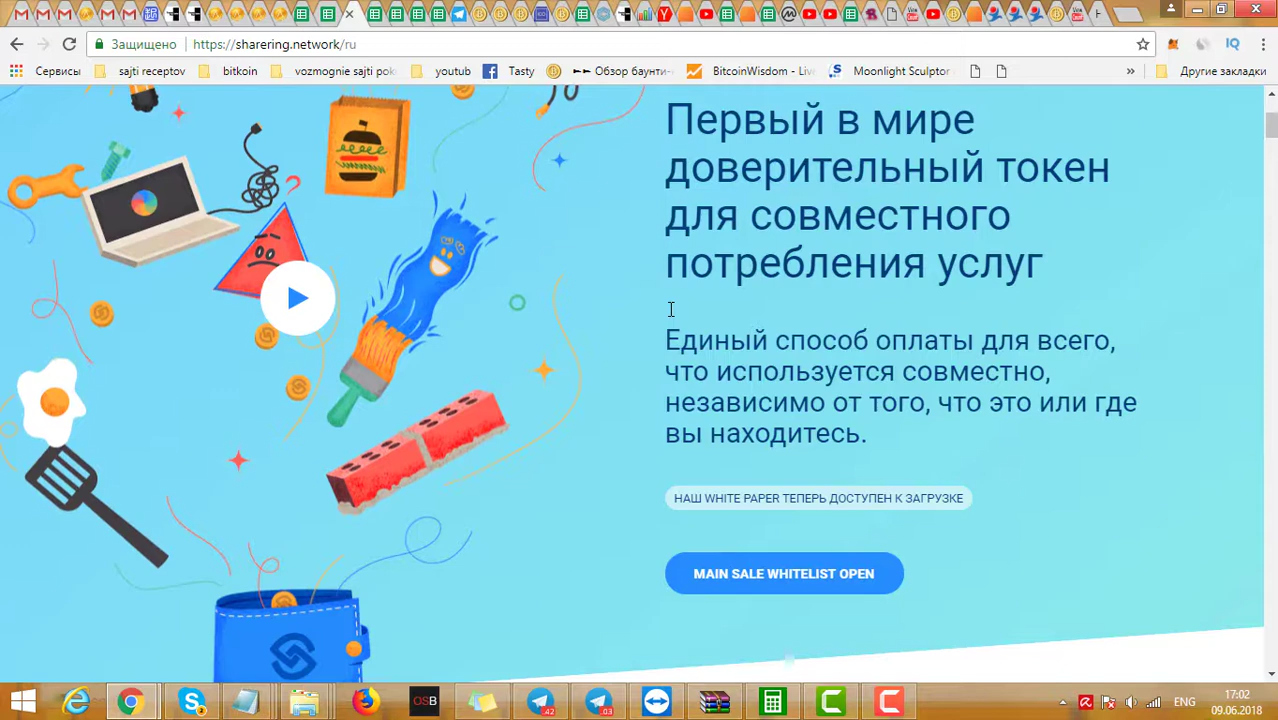 Защищено
https://sharering.network/ru
Сервисы
sajti receptov
bitkoin
vozmognie sajti pok
youtub
Tasty
Обзор баунти-
BitcoinWisdom - Liv
Moonlight Sculptor
»
Другие закладки
Первый в мире
доверительный токен
для совместного
потребления услуг
Единый способ оплаты для всего,
что используется совместно,
независимо от того, что это или где
вы находитесь.
НАШ WHITE PAPER ТЕПЕРЬ ДОСТУПЕН К ЗАГРУЗКЕ
MAIN SALE WHITELIST OPEN
OSB
42
03
ENG
17:02
09.06.2018